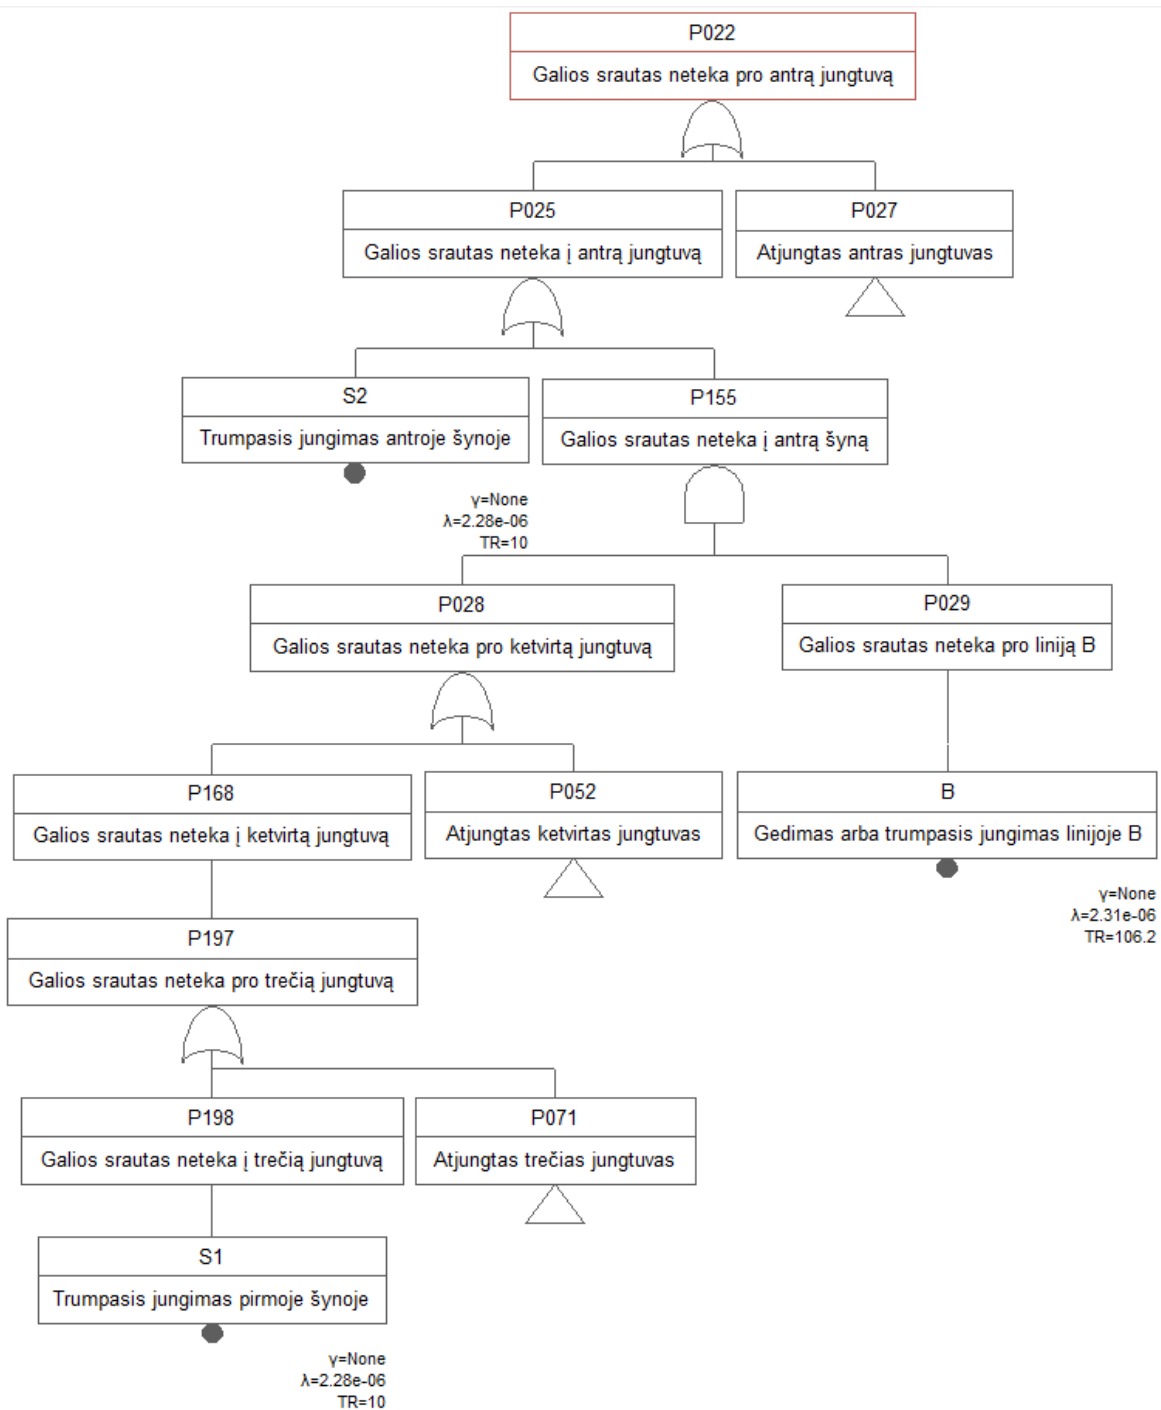 P022
Galios srautas neteka pro antrą jungtuvą
P025
Galios srautas neteka į antrą jungtuvą
P027
Atjungtas antras jungtuvas
S2
Trumpasis jungimas antroje šynoje
γ=None
λ=2.28e-06
TR=10
P155
Galios srautas neteka į antrą šyną
P028
Galios srautas neteka pro ketvirtą jungtuvą
P029
Galios srautas neteka pro liniją B
P168
Galios srautas neteka į ketvirtą jungtuvą
P052
Atjungtas ketvirtas jungtuvas
B
Gedimas arba trumpasis jungimas linijoje B
γ=None
λ=2.31e-06
TR=106.2
P197
Galios srautas neteka pro trečią jungtuvą
P198
Galios srautas neteka į trečią jungtuvą
P071
Atjungtas trečias jungtuvas
S1
Trumpasis jungimas pirmoje šynoje
γ=None
λ=2.28e-06
TR=10